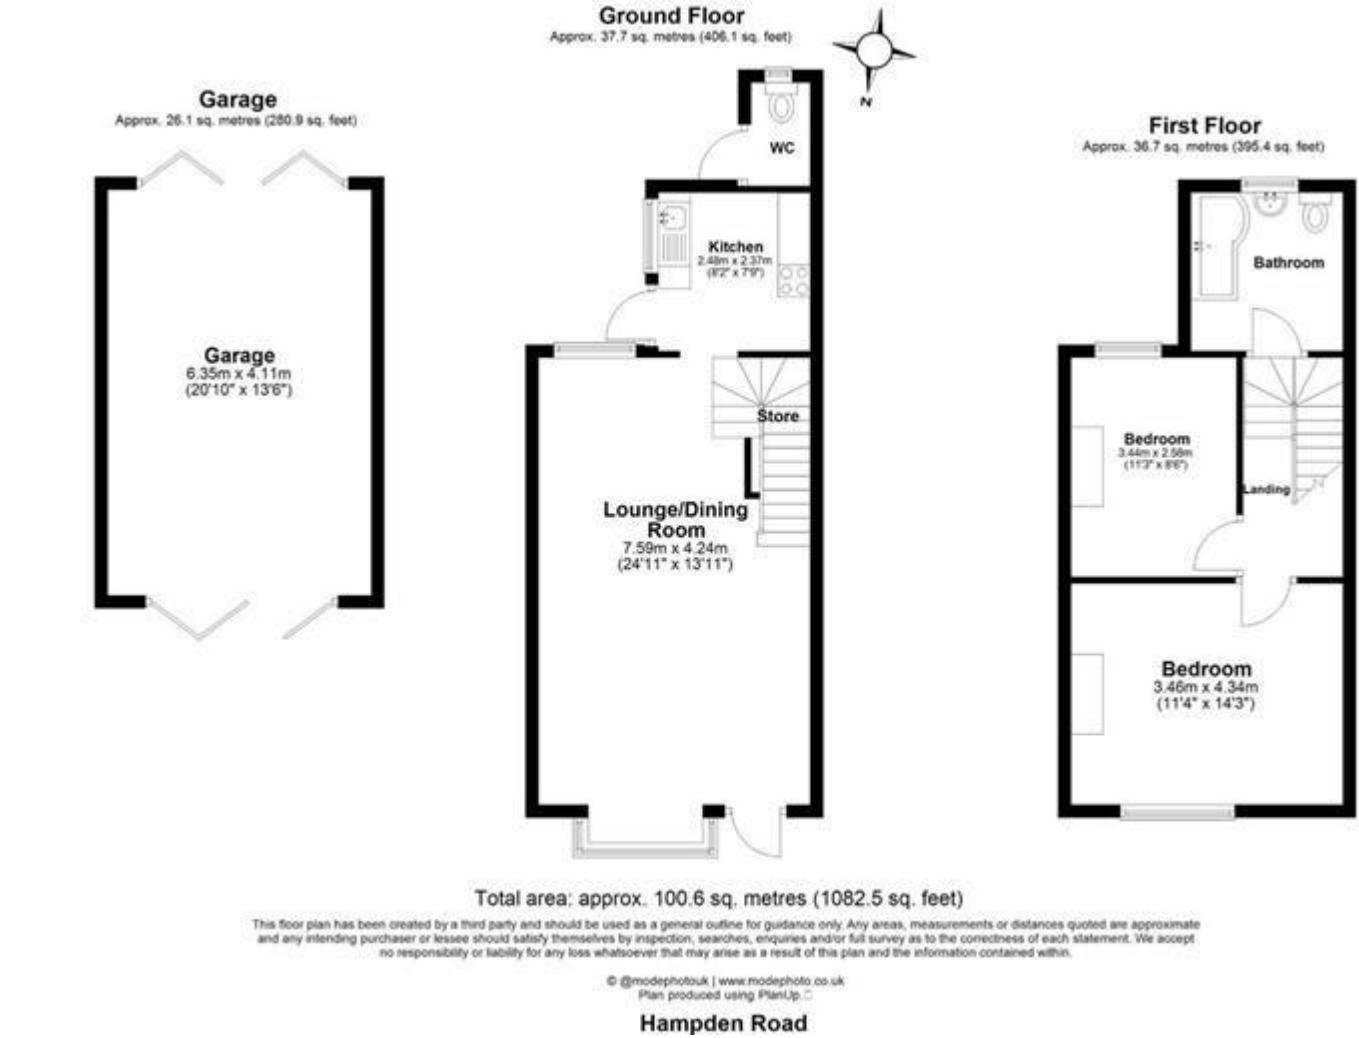 Ground Floor
Approx. 37.7 sq. metres (406.1 sq. feet)
N
WC
Kitchen
2.48m x 2.37m
(8'2" x 7'9")
Store
Lounge/Dining
Room
7.59m x 4.24m
(24'11" x 13'11")
Garage
Approx. 26.1 sq. metres (280.9 sq. feet)
Garage
6.35m x 4.11m
(20'10" x 13'6")
First Floor
Approx. 36.7 sq. metres (395.4 sq. feet)
Bathroom
Bedroom
3.44m x 2.58m
(11'3" x 8'6")
Landing
Bedroom
3.46m x 4.34m
(11'4" x 14'3")
Total area: approx. 100.6 sq. metres (1082.5 sq. feet)
This floor plan has been created by a third party and should be used as a general outline for guidance only. Any areas, measurements or distances quoted are approximate
and any intending purchaser or lessee should satisfy themselves by inspection, searches, enquiries and/or full survey as to the correctness of each statement. We accept
no responsibility or liability for any loss whatsoever that may arise as a result of this plan and the information contained within.
© @modephotouk | www.modephoto.co.uk
Plan produced using PlanUp.
Hampden Road